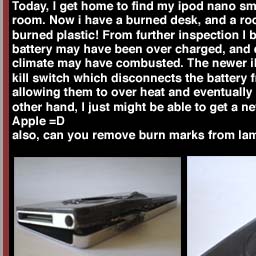 Today, I get home to find my ipod nano sm
room. Now i have a burned desk, and a roo
burned plastic! From further inspection I b
battery may have been over charged, and
climate may have combusted. The newer i
kill switch which disconnects the battery f
allowing them to over heat and eventually
other hand, I just might be able to get a ne
Apple =D
also, can you remove burn marks from lam